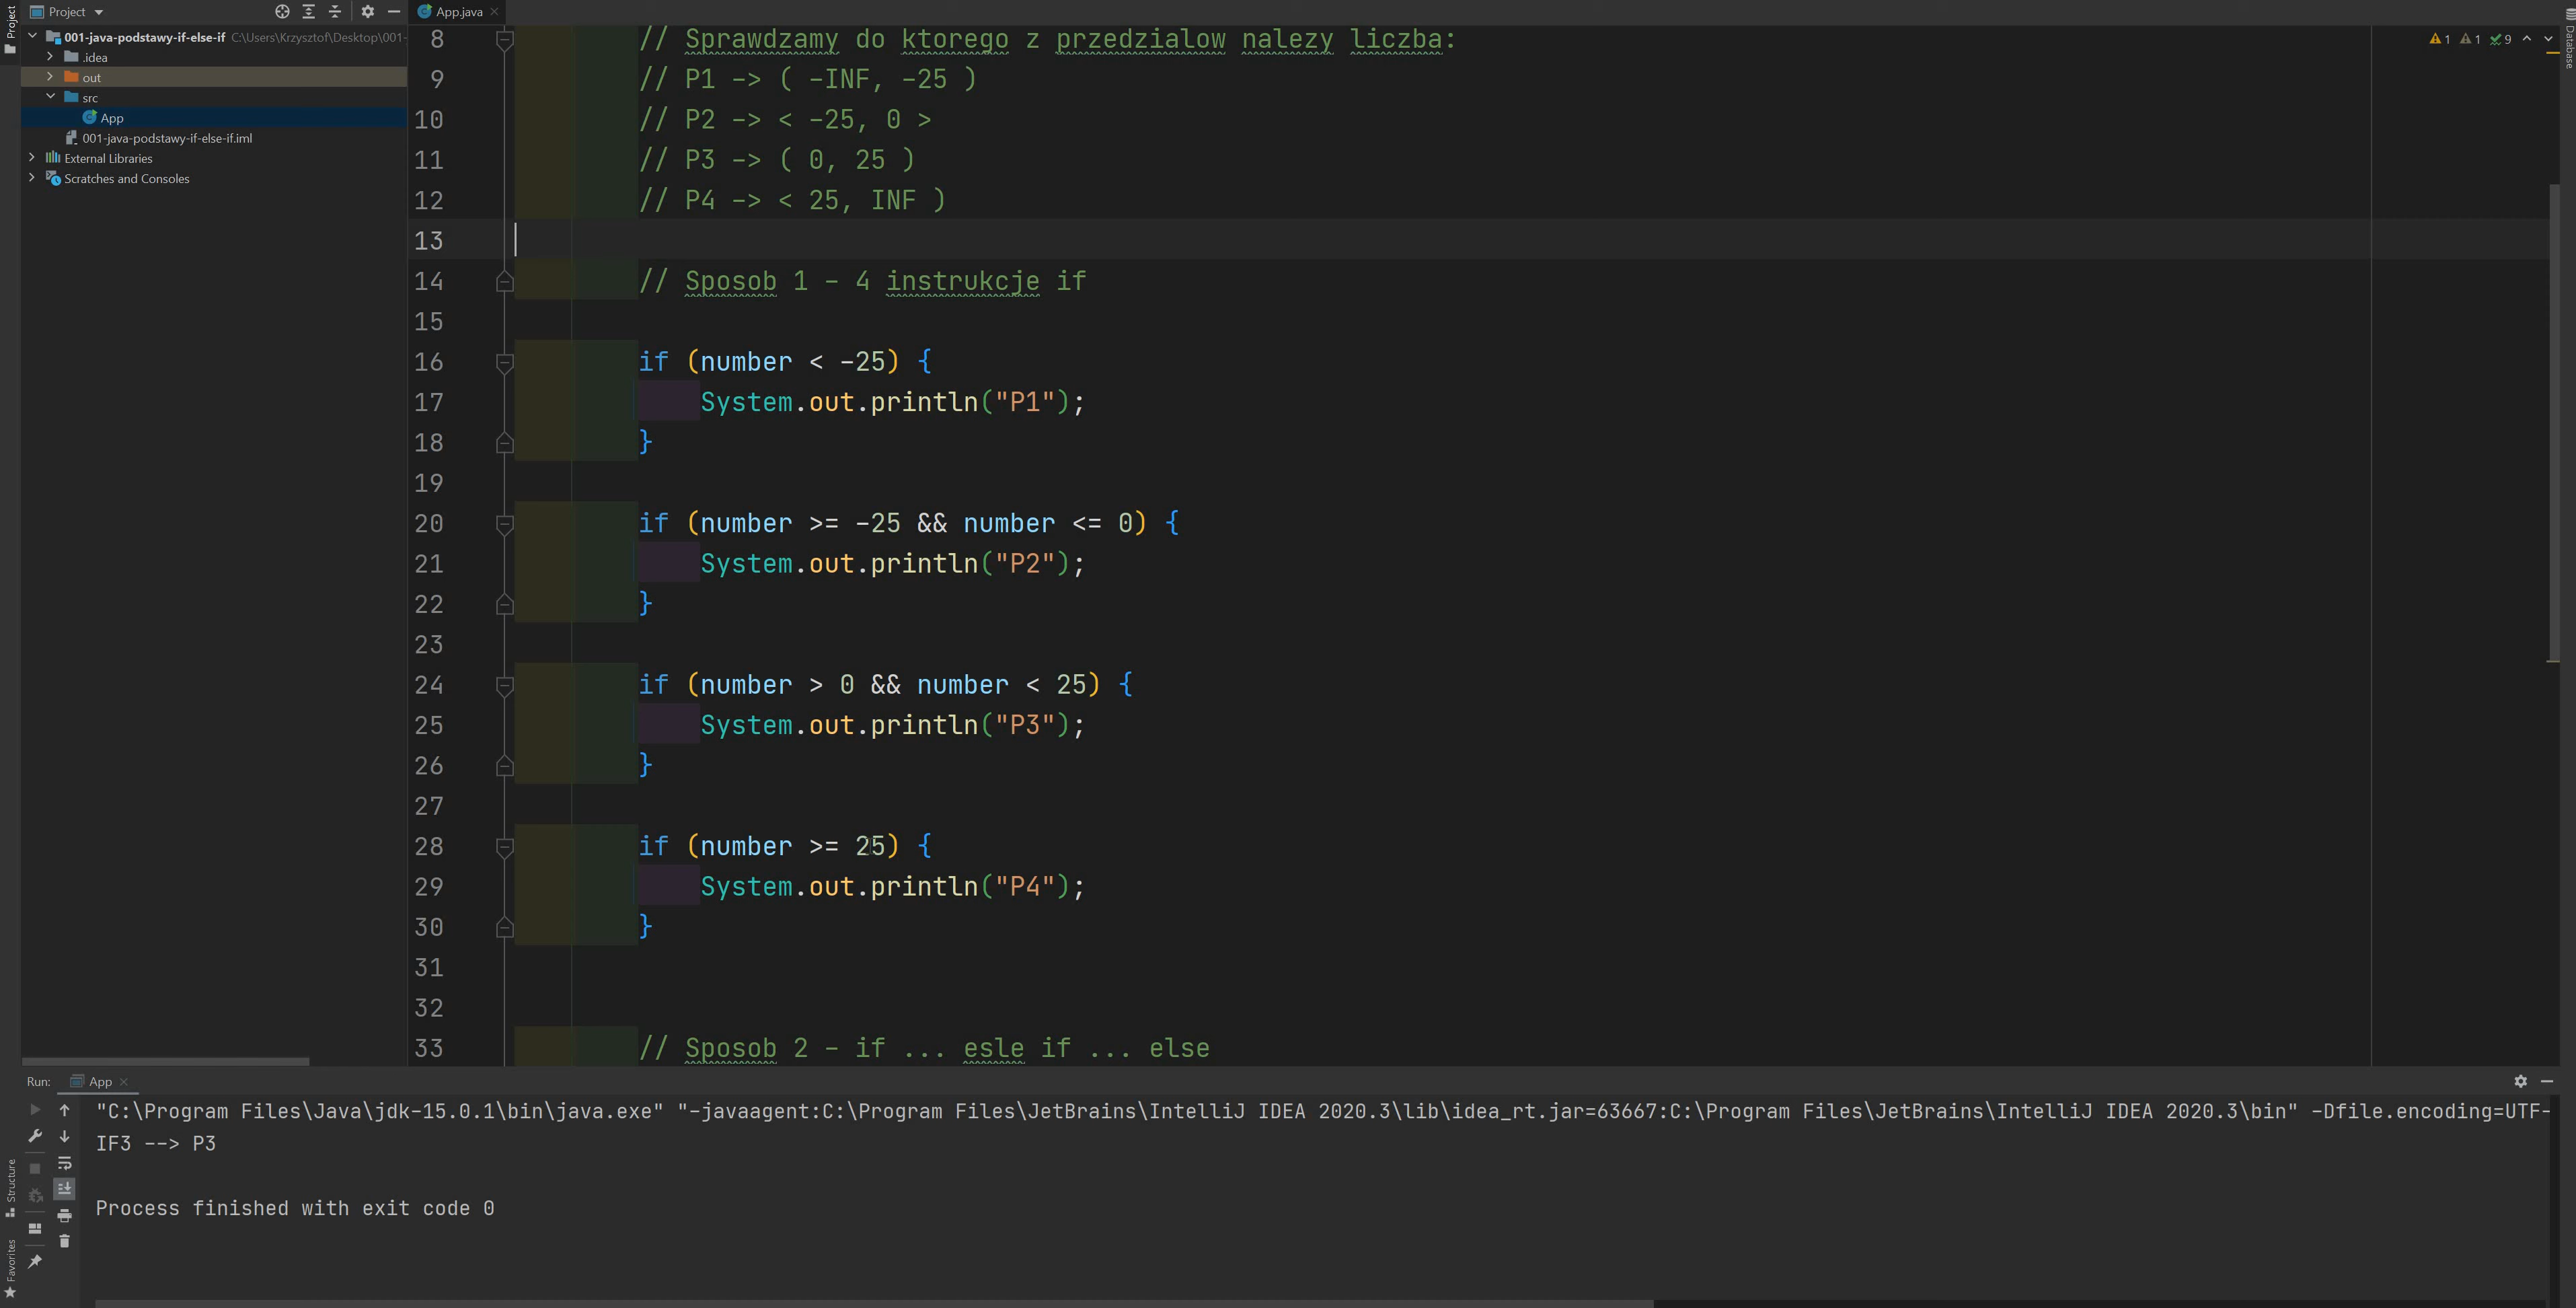 Project
App.java
Project
001-java-podstawy-if-else-if C:\Users\Krzysztof\Desktop\001-
.idea
out
src
App
001-java-podstawy-if-else-if.iml
External Libraries
Scratches and Consoles
1 1 9
Database
8 // Sprawdzamy do ktorego z przedzialow nalezy liczba:
9 // P1 -> ( -INF, -25 )
10 // P2 -> < -25, 0 >
11 // P3 -> ( 0, 25 )
12 // P4 -> < 25, INF )
13
14 // Sposob 1 - 4 instrukcje if
15
16 if (number < -25) {
17 System.out.println("P1");
18 }
19
20 if (number >= -25 && number <= 0) {
21 System.out.println("P2");
22 }
23
24 if (number > 0 && number < 25) {
25 System.out.println("P3");
26 }
27
28 if (number >= 25) {
29 System.out.println("P4");
30 }
31
32
33 // Sposob 2 - if ... esle if ... else
Run: App
"C:\Program Files\Java\jdk-15.0.1\bin\java.exe" "-javaagent:C:\Program Files\JetBrains\IntelliJ IDEA 2020.3\lib\idea_rt.jar=63667:C:\Program Files\JetBrains\IntelliJ IDEA 2020.3\bin" -Dfile.encoding=UTF-
IF3 --> P3
Process finished with exit code 0
Structure
Favorites